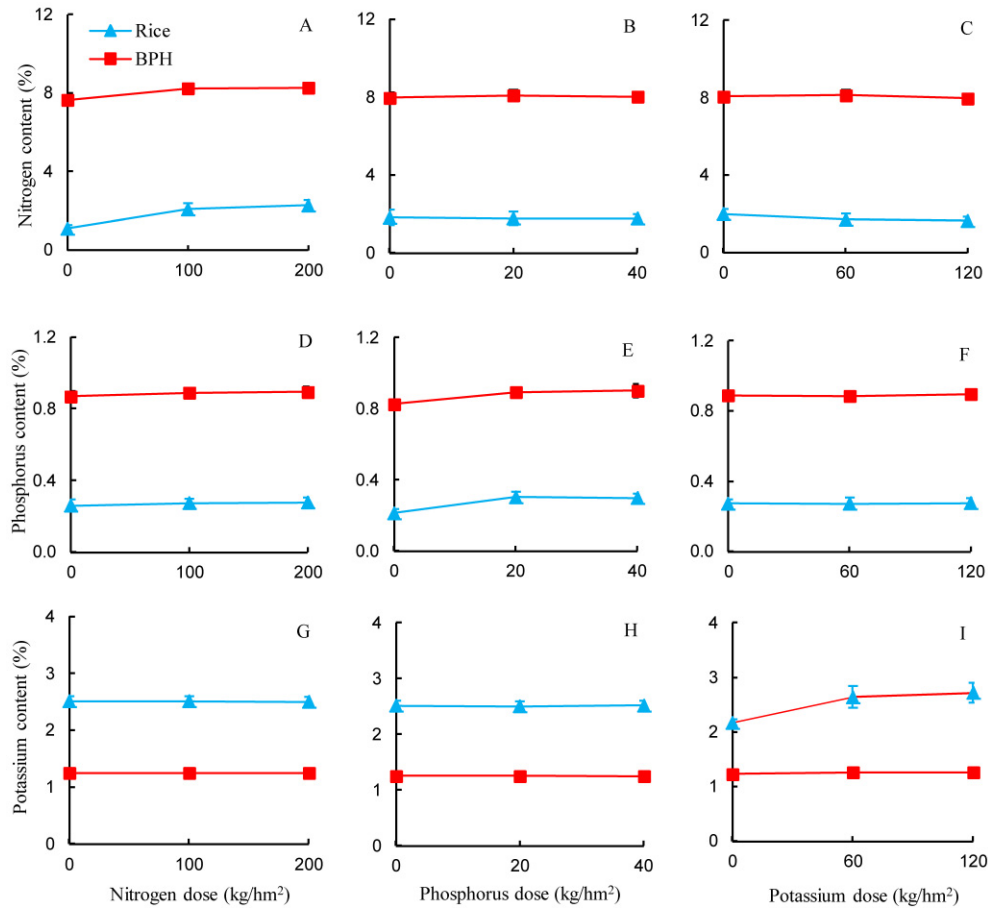 A
Rice
BPH
Nitrogen content (%)
12
8
4
0
0 100 200
B
12
8
4
0
0 20 40
C
12
8
4
0
0 60 120
D
Phosphorus content (%)
1.2
0.8
0.4
0.0
0 100 200
E
1.2
0.8
0.4
0.0
0 20 40
F
1.2
0.8
0.4
0.0
0 60 120
G
Potassium content (%)
4
3
2
1
0
0 100 200
Nitrogen dose (kg/hm²)
H
4
3
2
1
0
0 20 40
Phosphorus dose (kg/hm²)
I
4
3
2
1
0
0 60 120
Potassium dose (kg/hm²)